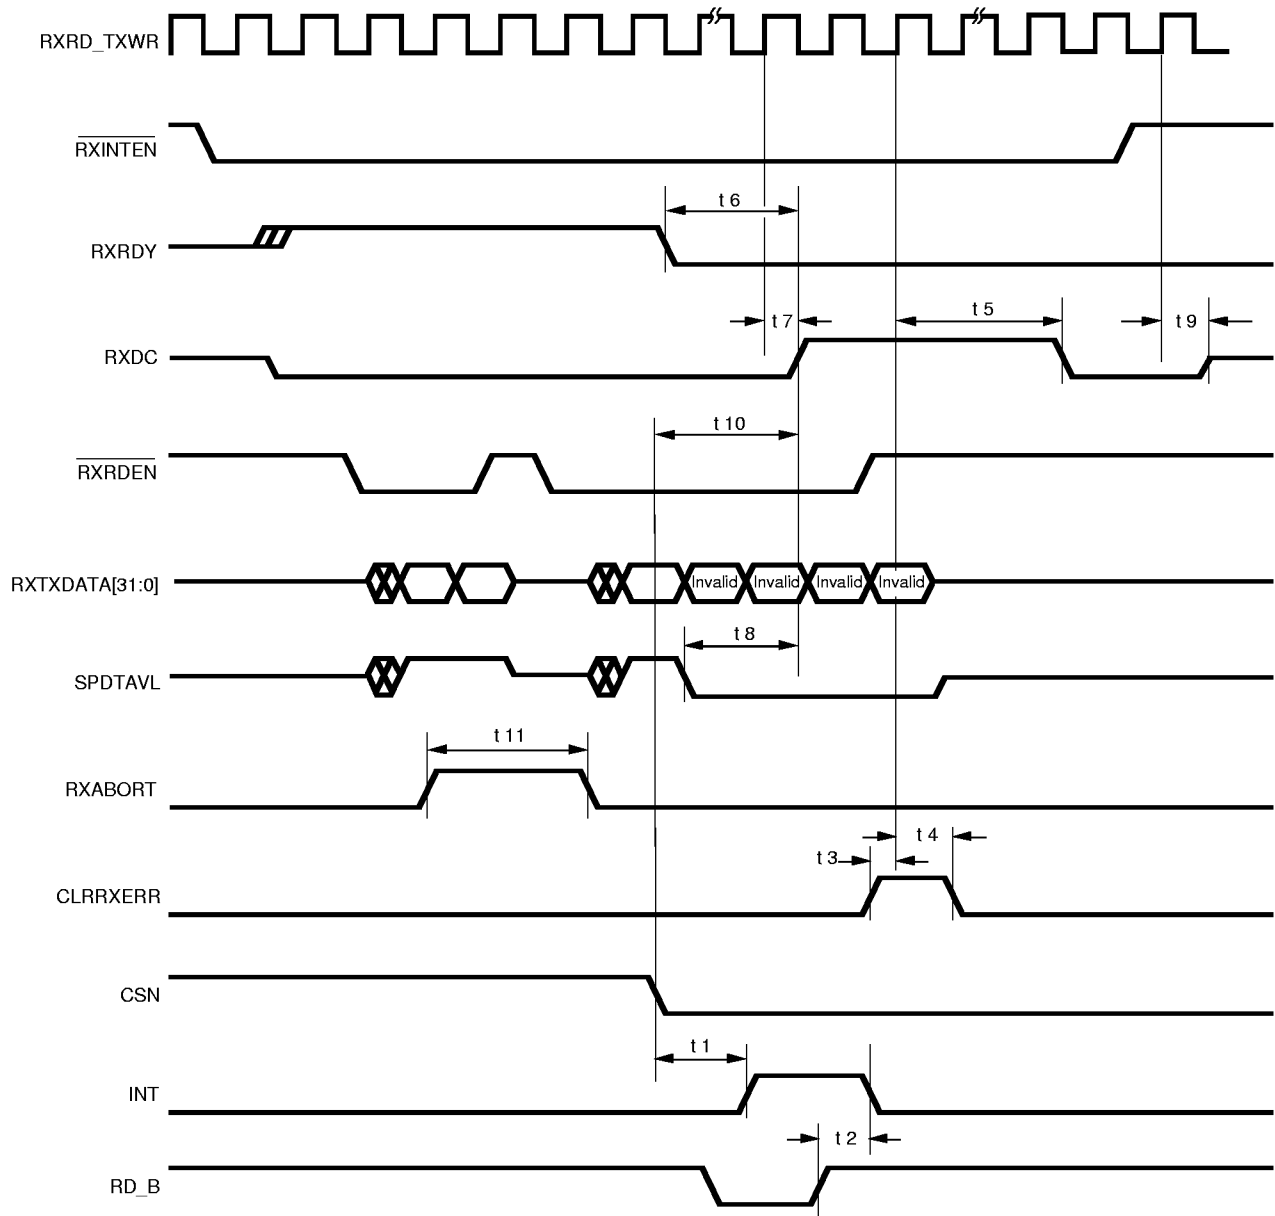 RXRD_TXWR
RXINTEN
t 6
RXRDY
t 7
t 5
t 9
RXDC
t 10
RXRDEN
RXTXDATA[31:0]
Invalid Invalid Invalid Invalid
t 8
SPDTAVL
t 11
RXABORT
t 4
t 3
CLRRXERR
CSN
t 1
INT
t 2
RD_B